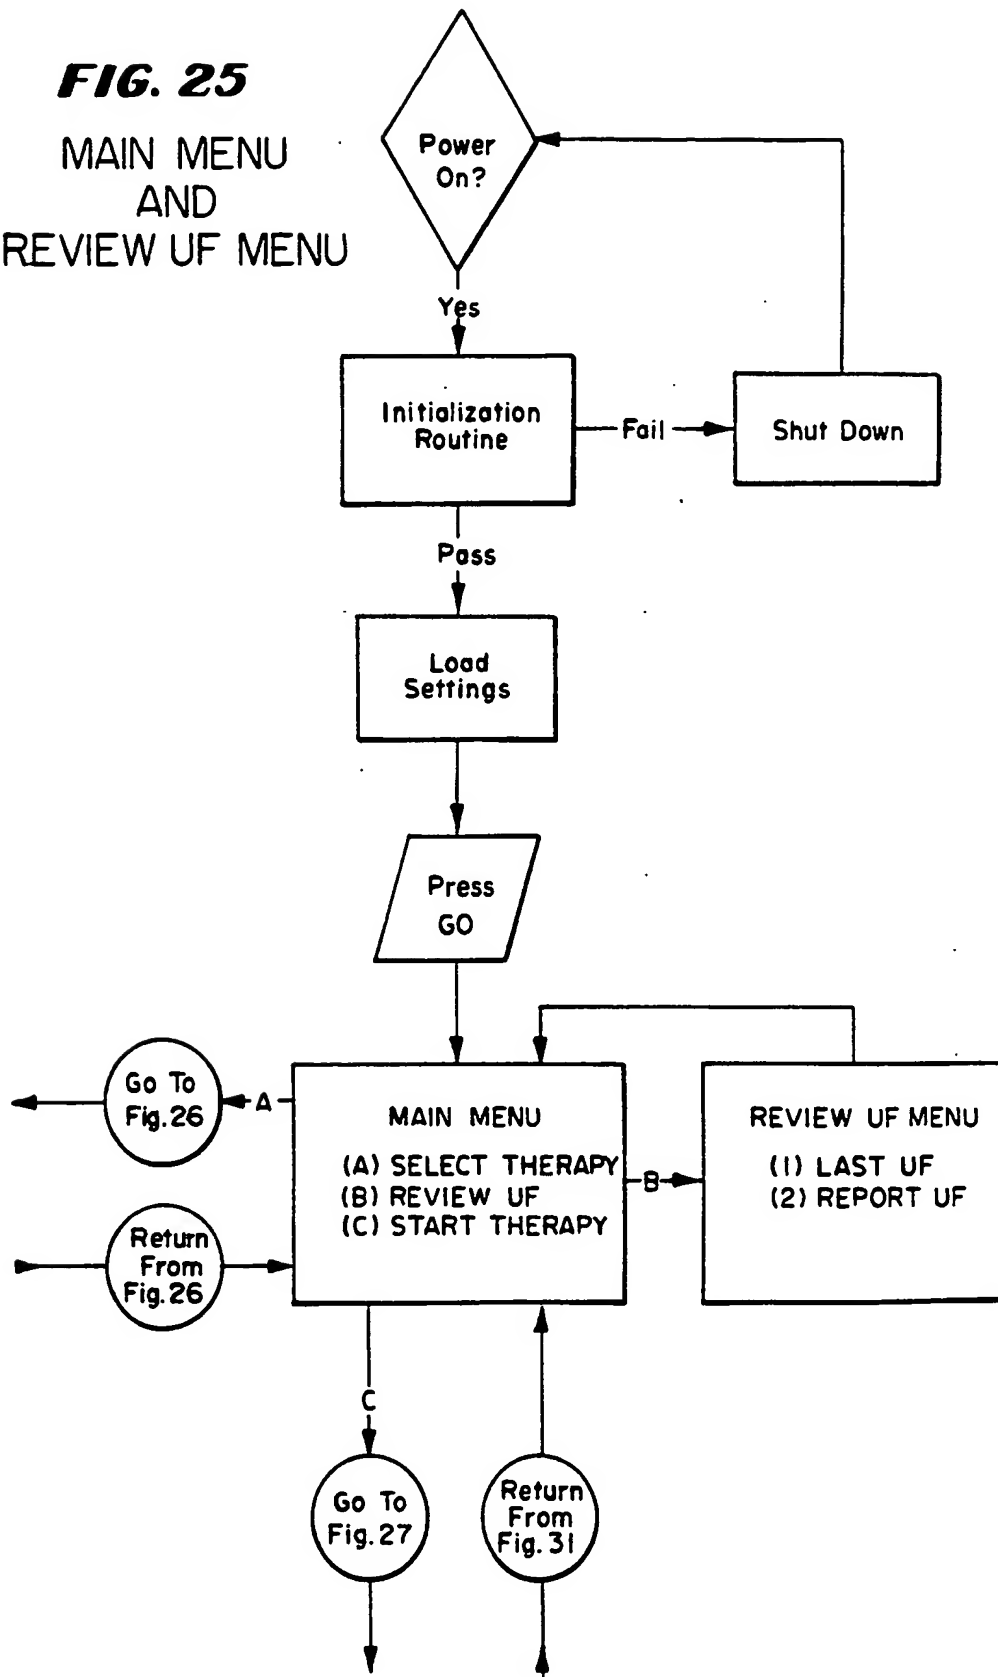 FIG. 25
MAIN MENU
AND
REVIEW UF MENU
Power
On?
Yes
Initialization
Routine
Fail
Shut Down
Pass
Load
Settings
Press
GO
Go To
Fig. 26
A
MAIN MENU
(A) SELECT THERAPY
(B) REVIEW UF
(C) START THERAPY
B
REVIEW UF MENU
(1) LAST UF
(2) REPORT UF
Return
From
Fig. 26
C
Go To
Fig. 27
Return
From
Fig. 31